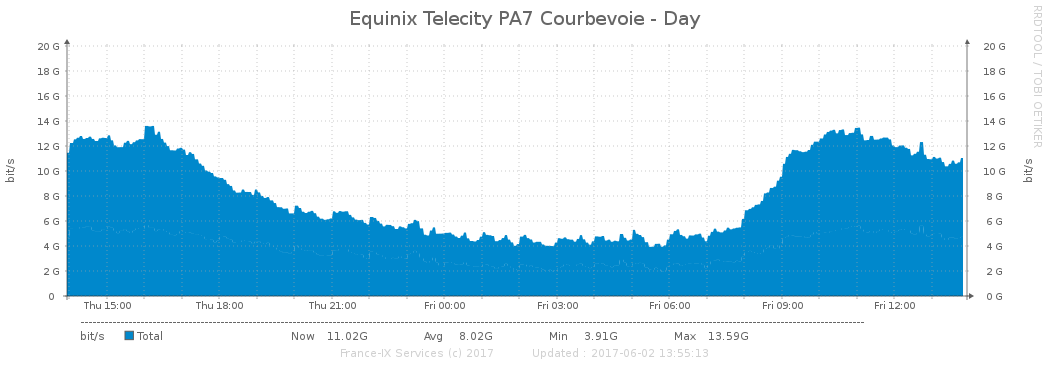 Equinix Telecity PA7 Courbevoie - Day
RRDTOOL / TOBI OETIKER
20 G 20 G
18 G 18 G
16 G 16 G
14 G 14 G
12 G 12 G
10 G 10 G
8 G 8 G
6 G 6 G
4 G 4 G
2 G 2 G
0 0 G
bit/s
bit/s
Thu 15:00 Thu 18:00 Thu 21:00 Fri 00:00 Fri 03:00 Fri 06:00 Fri 09:00 Fri 12:00
bit/s Total Now 11.02G Avg 8.02G Min 3.91G Max 13.59G
France-IX Services (c) 2017 Updated : 2017-06-02 13:55:13